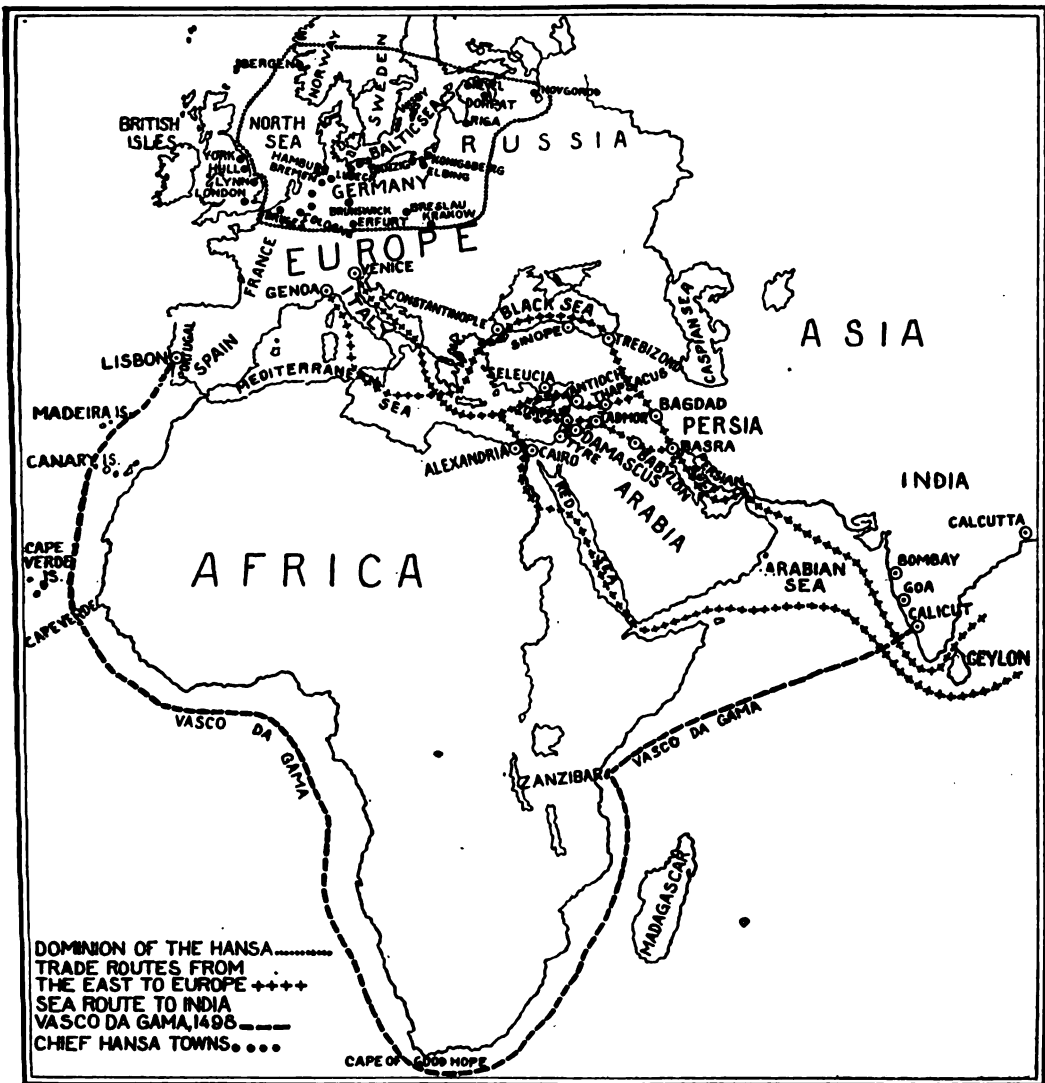 BERGEN
NORWAY
SWEDEN
REVEL
DORPAT
NOVGOROD
RIGA
BRITISH
ISLES
NORTH
SEA
BALTIC SEA
RUSSIA
YORK
HULL
LYNN
LONDON
HAMBURG
BREMEN
LUBECK
DANZIG
KONIGSBERG
ELBING
GERMANY
BRUGES
COLOGNE
BRUNSWICK
ERFURT
BRESLAU
KRAKOW
EUROPE
FRANCE
VENICE
GENOA
ITALY
CONSTANTINOPLE
BLACK SEA
SINOPE
TREBIZOND
CASPIAN SEA
ASIA
LISBON
PORTUGAL
SPAIN
MEDITERRANEAN
SEA
SELEUCIA
ANTIOCH
THAPSACUS
BAGDAD
PERSIA
TADMOR
DAMASCUS
TYRE
BABYLON
BASRA
PERSIAN
MADEIRA IS.
CANARY IS.
ALEXANDRIA
CAIRO
RED
SEA
ARABIA
INDIA
CALCUTTA
CAPE
VERDE
IS.
CAPE VERDE
AFRICA
ARABIAN
SEA
BOMBAY
GOA
CALICUT
CEYLON
VASCO DA GAMA
VASCO DA GAMA
ZANZIBAR
MADAGASCAR
DOMINION OF THE HANSA
TRADE ROUTES FROM
THE EAST TO EUROPE ++++
SEA ROUTE TO INDIA
VASCO DA GAMA, 1498
CHIEF HANSA TOWNS
CAPE OF GOOD HOPE